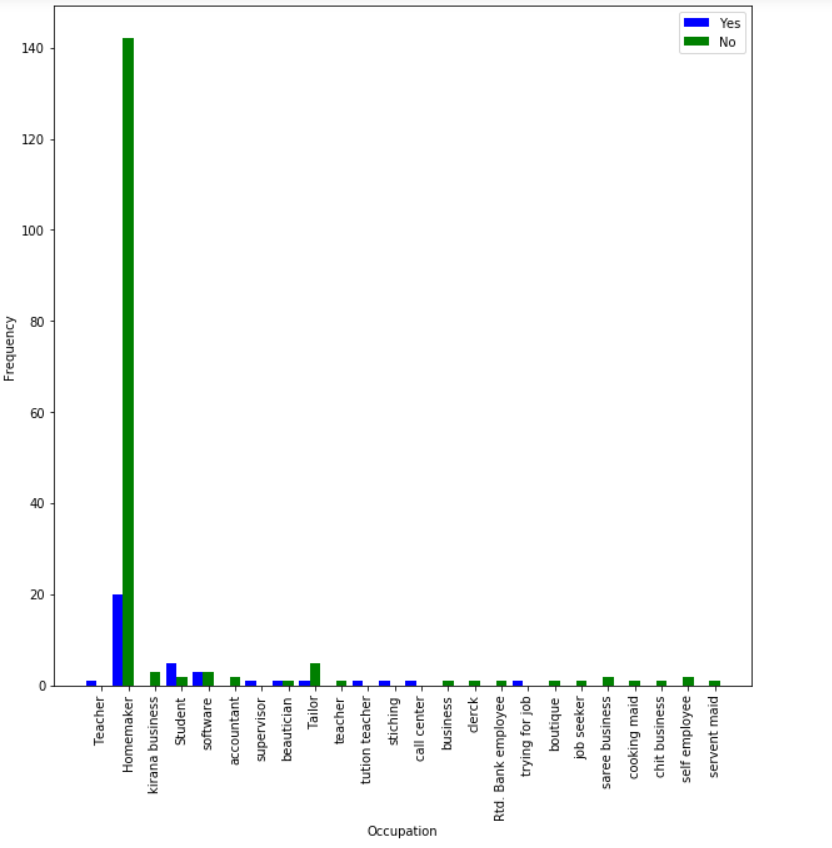 Yes
No
140
120
100
80
60
40
20
0
Frequency
Teacher
Homemaker
kirana business
Student
software
accountant
supervisor
beautician
Tailor
teacher
tution teacher
stiching
call center
business
clerck
Rtd. Bank employee
trying for job
boutique
job seeker
saree business
cooking maid
chit business
self employee
servent maid
Occupation